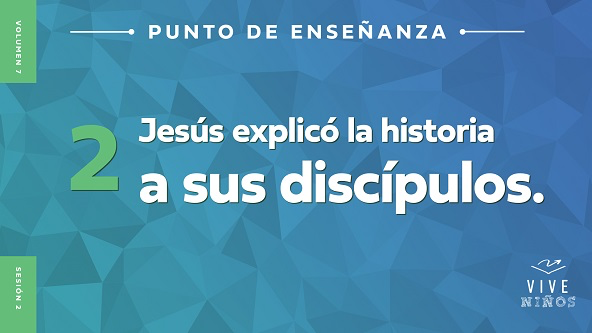 VOLUMEN 7
PUNTO DE ENSEÑANZA
2
Jesús explicó la historia
a sus discípulos.
SESIÓN 2
VIVE
NIÑOS